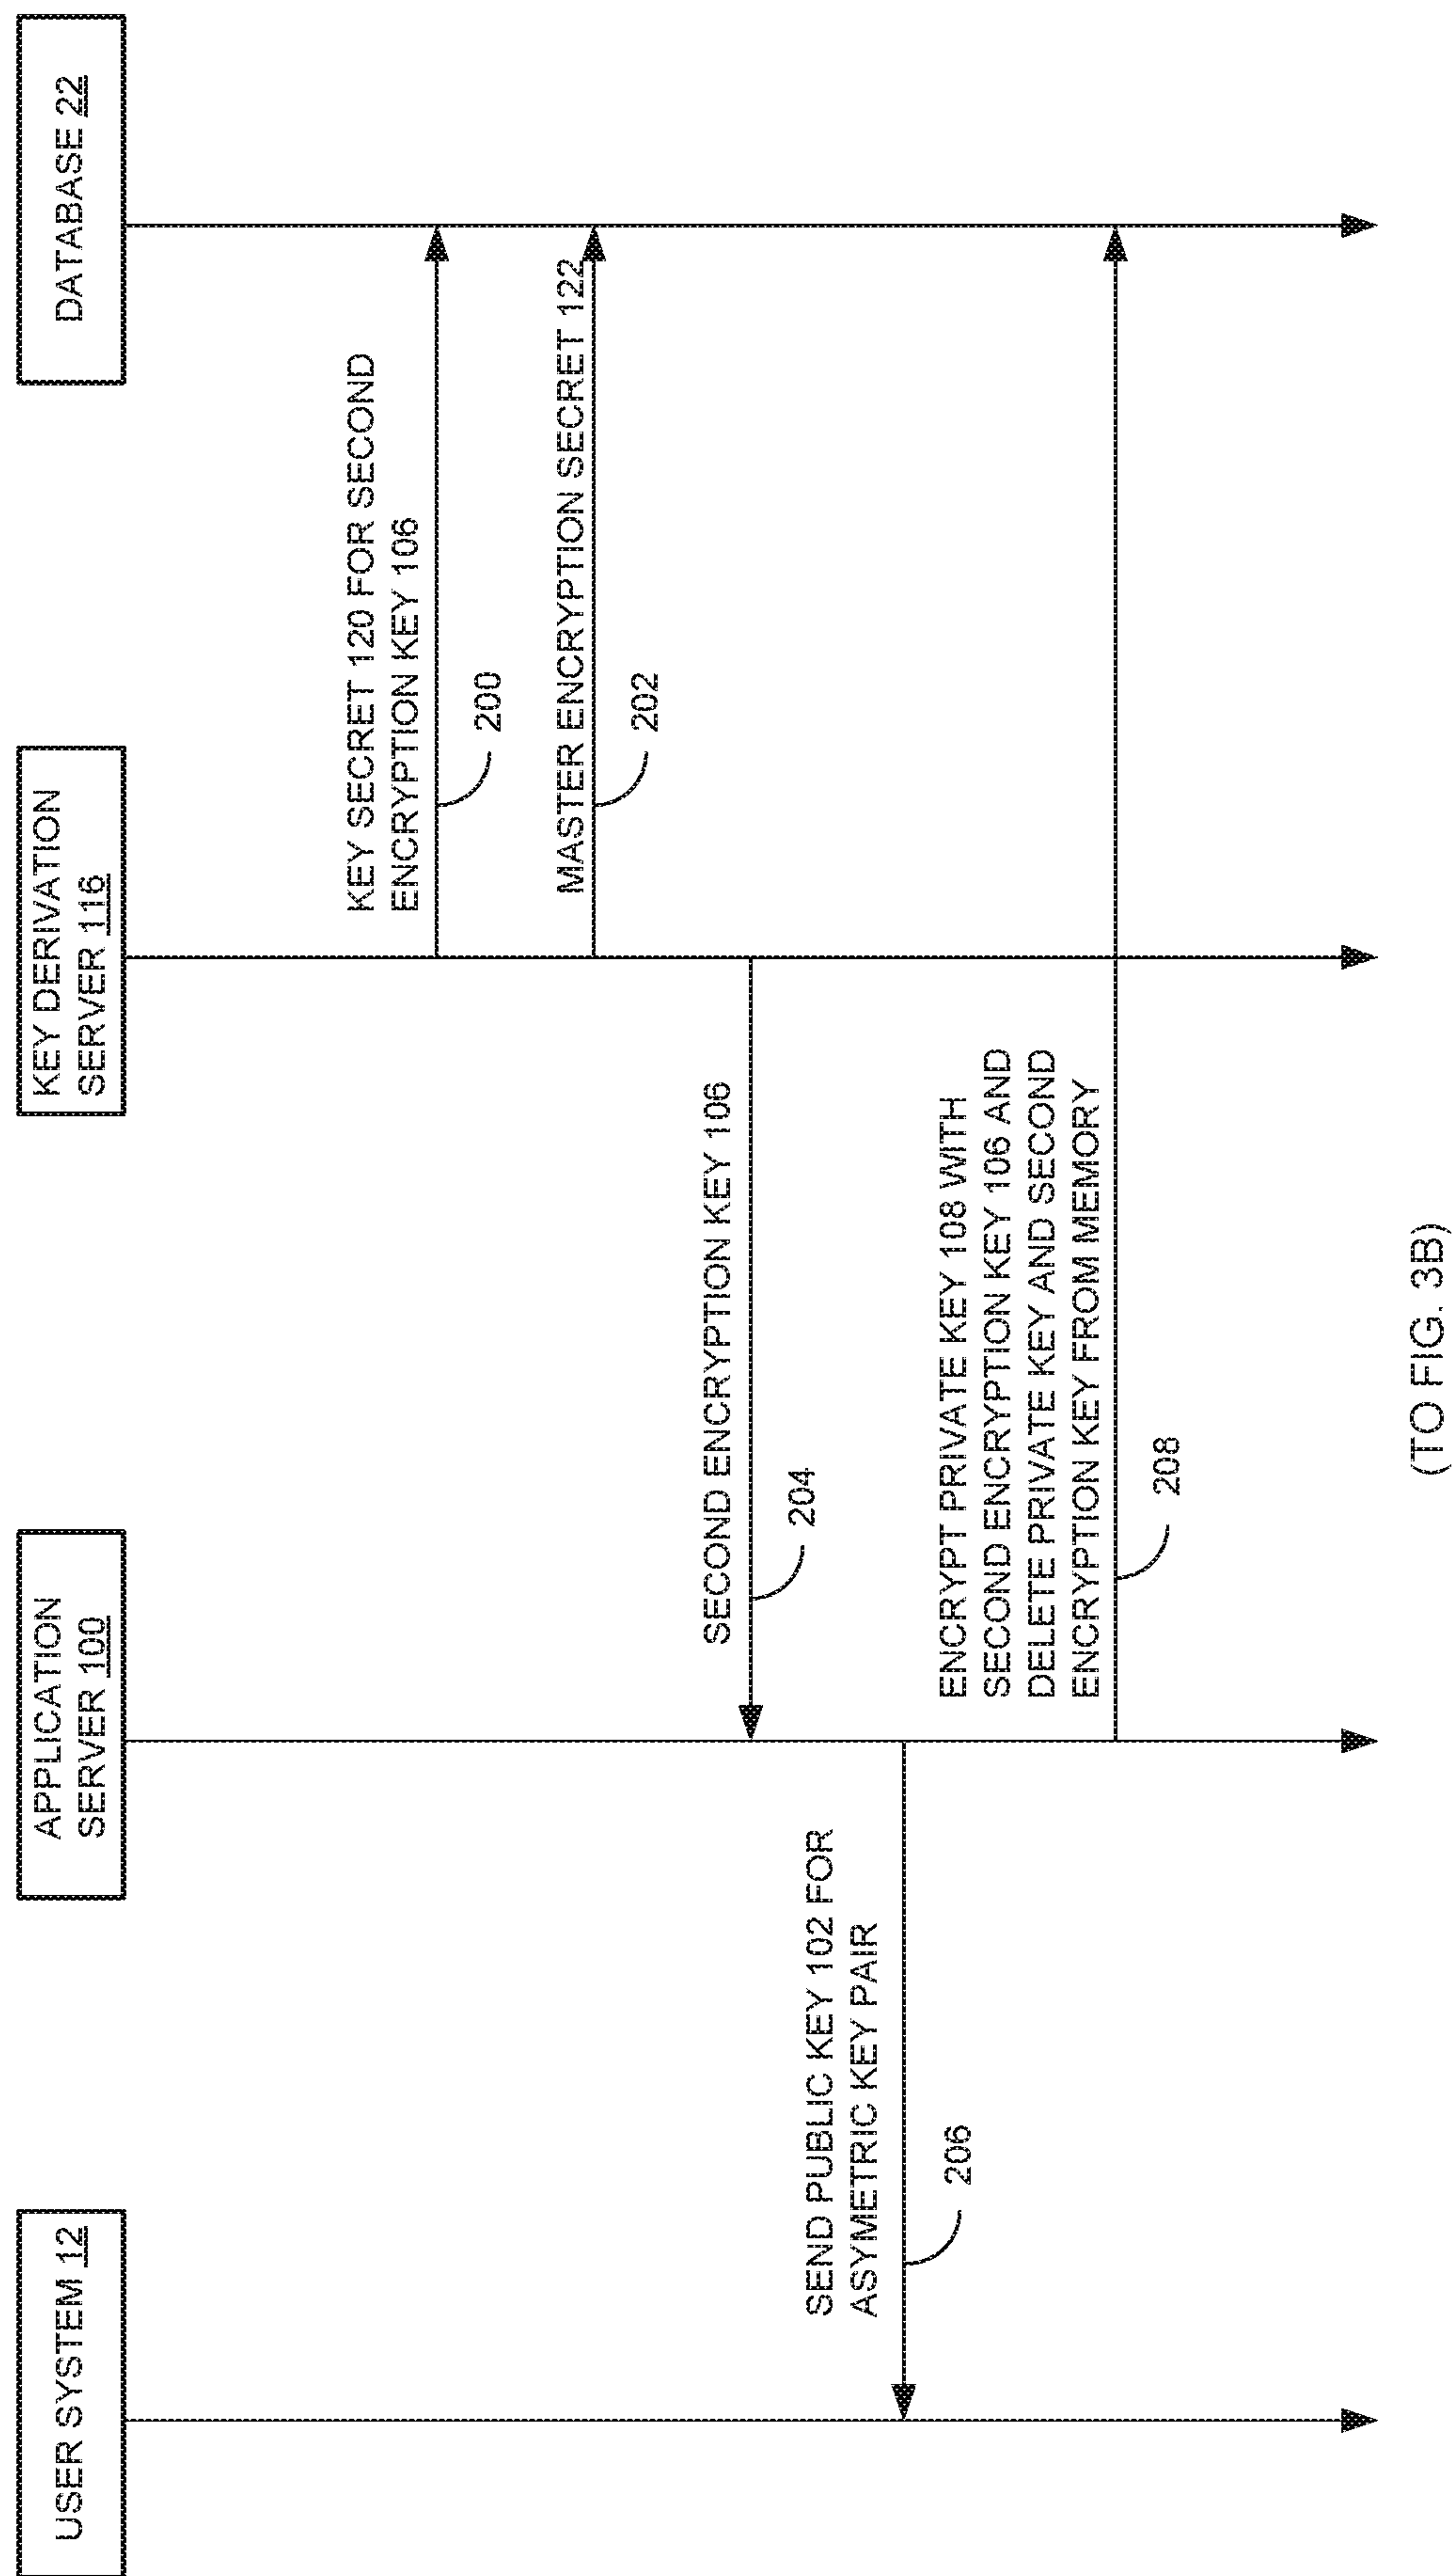 USER SYSTEM 12
APPLICATION
SERVER 100
KEY DERIVATION
SERVER 116
DATABASE 22
KEY SECRET 120 FOR SECOND
ENCRYPTION KEY 106
200
MASTER ENCRYPTION SECRET 122
202
SECOND ENCRYPTION KEY 106
204
SEND PUBLIC KEY 102 FOR
ASYMETRIC KEY PAIR
206
ENCRYPT PRIVATE KEY 108 WITH
SECOND ENCRYPTION KEY 106 AND
DELETE PRIVATE KEY AND SECOND
ENCRYPTION KEY FROM MEMORY
208
(TO FIG. 3B)